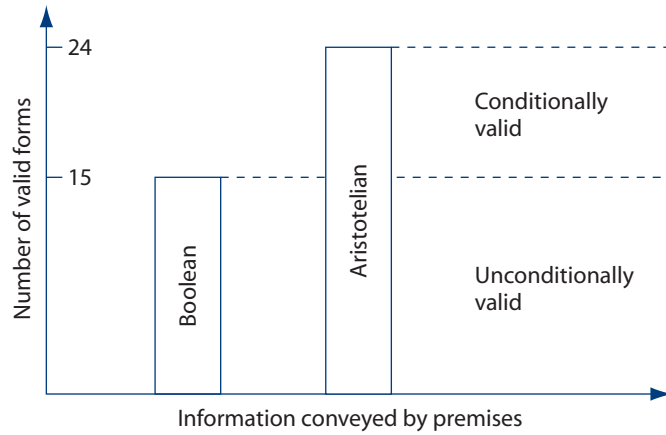 Number of valid forms
24
15
Boolean
Aristotelian
Conditionally
valid
Unconditionally
valid
Information conveyed by premises